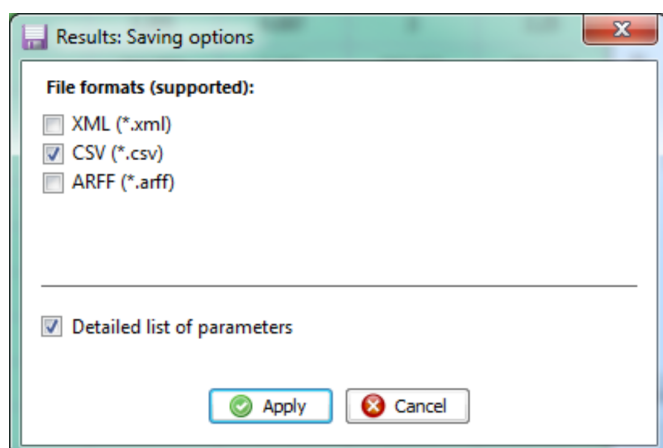 Results: Saving options
File formats (supported):
XML (*.xml)
CSV (*.csv)
ARFF (*.arff)
Detailed list of parameters
Apply Cancel